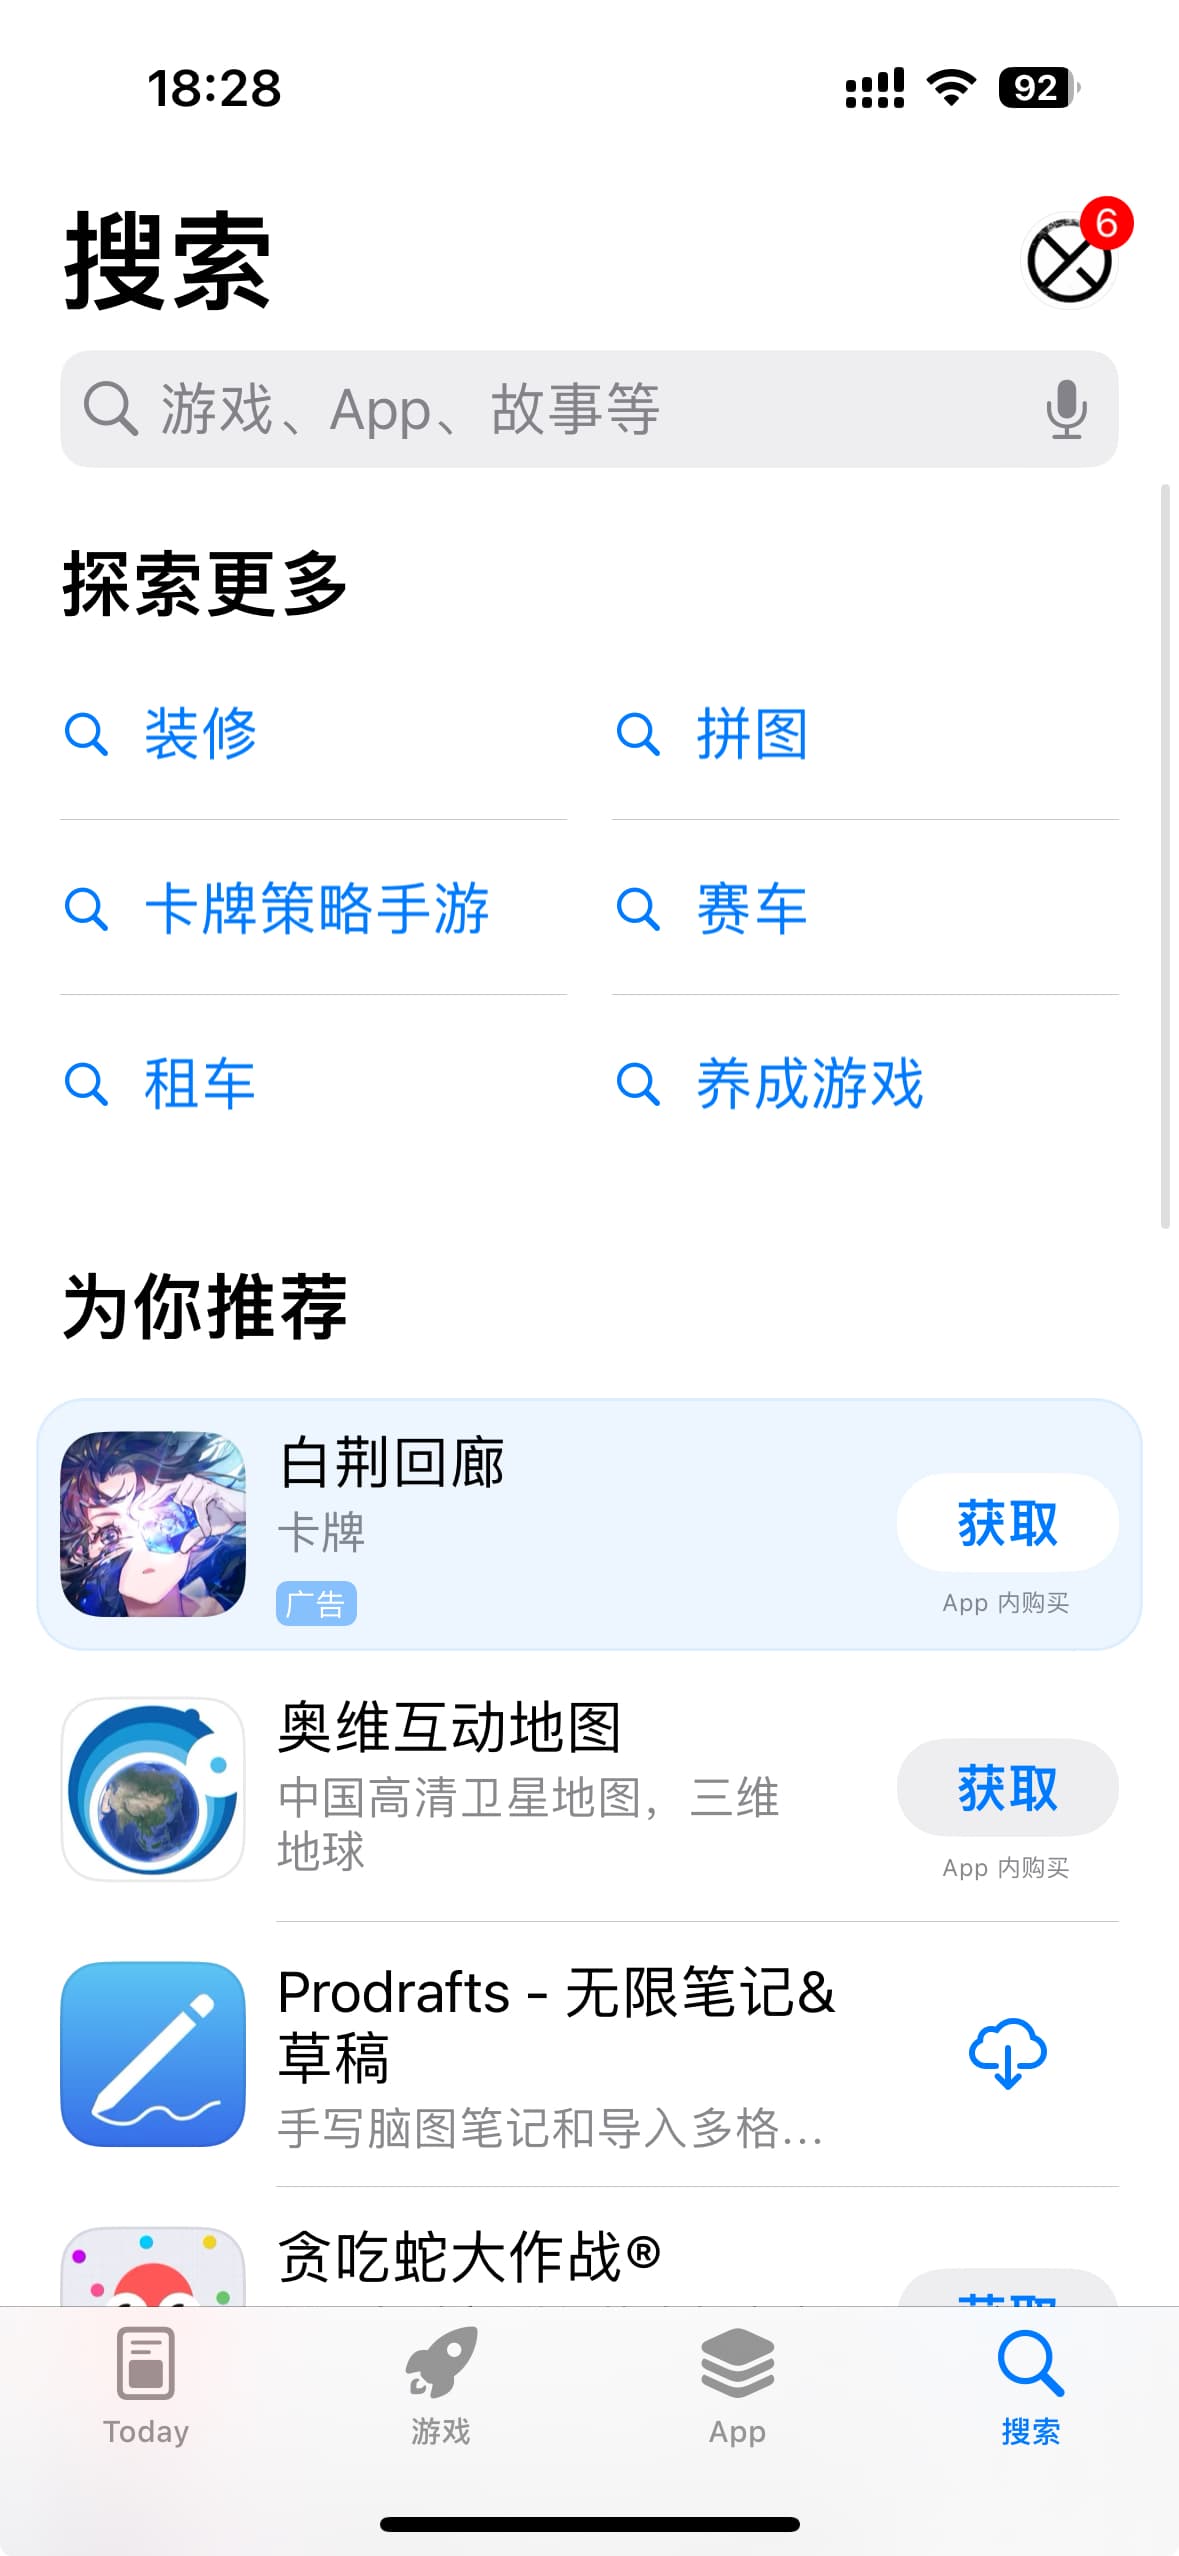 18:28
92
搜索
6
游戏、App、故事等
探索更多
装修
拼图
卡牌策略手游
赛车
租车
养成游戏
为你推荐
白荆回廊
卡牌
广告
获取
App 内购买
奥维互动地图
中国高清卫星地图，三维
地球
获取
App 内购买
Prodrafts - 无限笔记&
草稿
手写脑图笔记和导入多格...
贪吃蛇大作战®
获取
Today
游戏
App
搜索